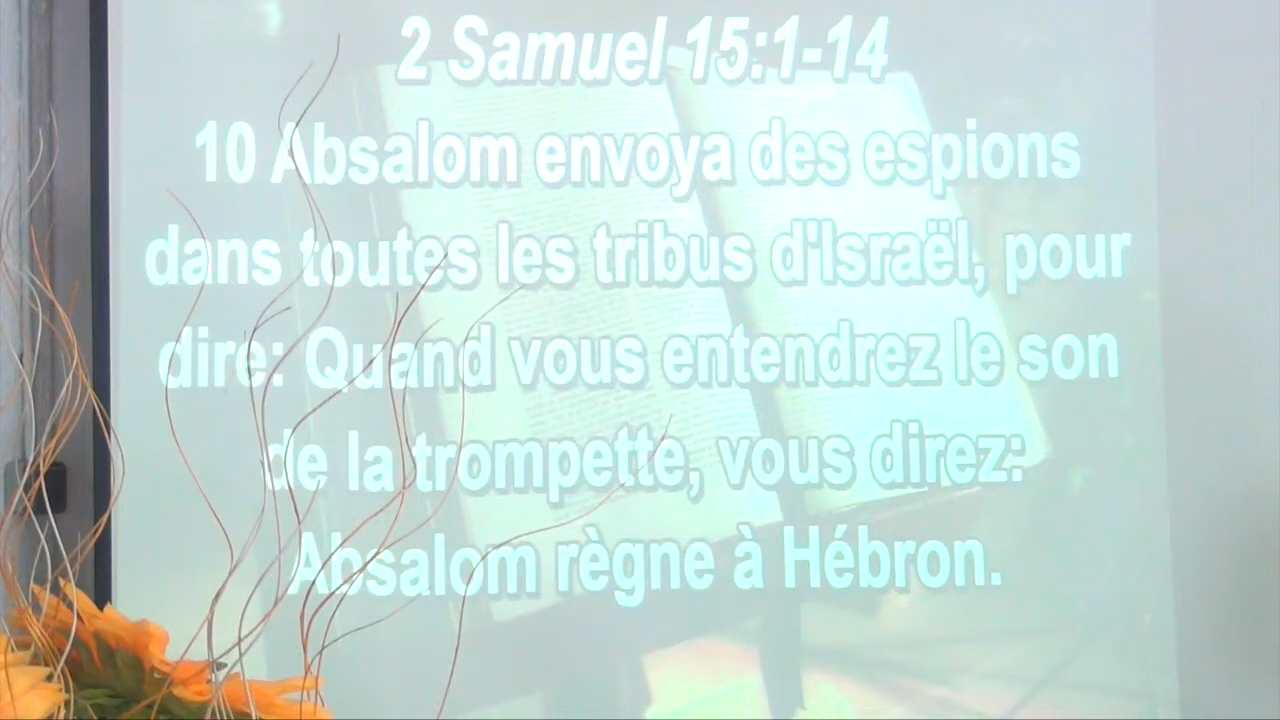 2 Samuel 15:1-14
10 Absalom envoya des espions
dans toutes les tribus d'Israël, pour
dire: Quand vous entendrez le son
de la trompette, vous direz:
Absalom règne à Hébron.